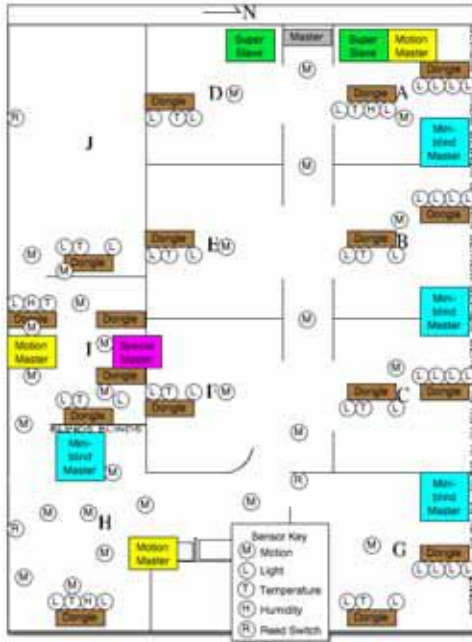 N
Super Slave
Master
Super Slave
Motion Master
Dongle
L L L L
D
M
M
A
Dongle
L T L
Dongle
L T H L
M
R
J
Mini-blind Master
M
L L L L
Dongle
M
Dongle
E
M
Dongle
B
L T L
L T L
M
L T L
Dongle
M
L H T
M
Mini-blind Master
Dongle
Dongle
M
M
Motion Master
I
M
M
Dongle
M
L T L
F
M
Dongle
Dongle
C
M
L L L L
Dongle
L T L
M
L T L
Dongle
M
BLINDS BLINDS
Mini-blind Master
M
M
R
Mini-blind Master
M
M
H
M
M
R
M
Motion Master
M
G
Dongle
L L L L
M
M
L T H L
Dongle
L T L
Dongle
Sensor Key
M Motion
L Light
T Temperature
H Humidity
R Reed Switch